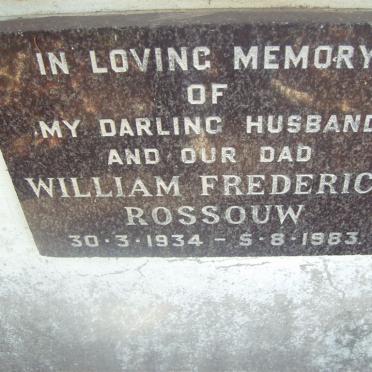 IN LOVING MEMORY
OF
MY DARLING HUSBAND
AND OUR DAD
WILLIAM FREDERIC
ROSSOUW
30·3·1934 – 5·8·1983